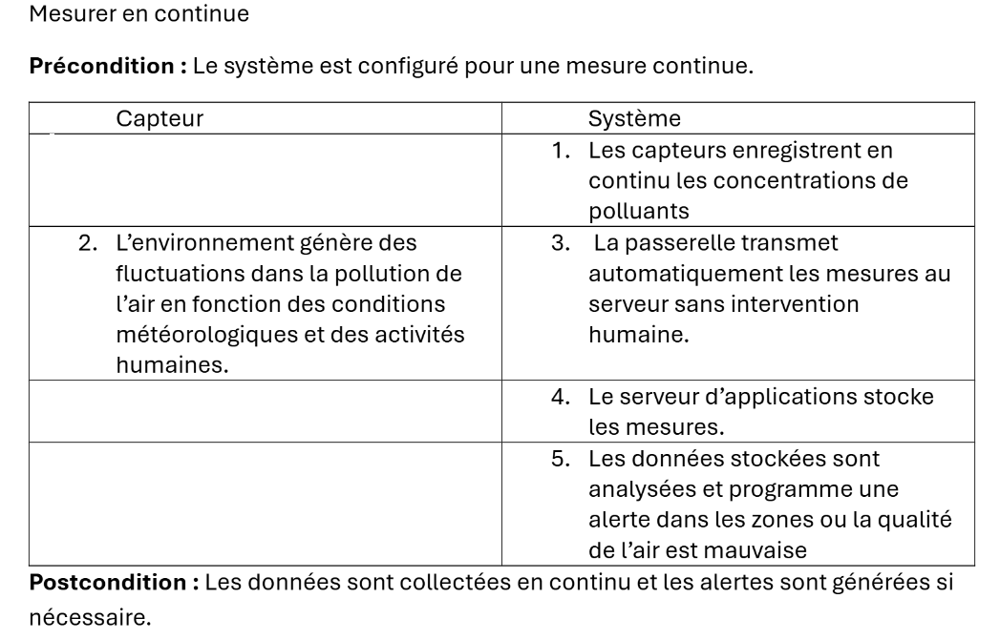 Mesurer en continue
Précondition : Le système est configuré pour une mesure continue.
Capteur
Système
1. Les capteurs enregistrent en
continu les concentrations de
polluants
2. L’environnement génère des
fluctuations dans la pollution de
l’air en fonction des conditions
météorologiques et des activités
humaines.
3. La passerelle transmet
automatiquement les mesures au
serveur sans intervention
humaine.
4. Le serveur d’applications stocke
les mesures.
5. Les données stockées sont
analysées et programme une
alerte dans les zones ou la qualité
de l’air est mauvaise
Postcondition : Les données sont collectées en continu et les alertes sont générées si
nécessaire.